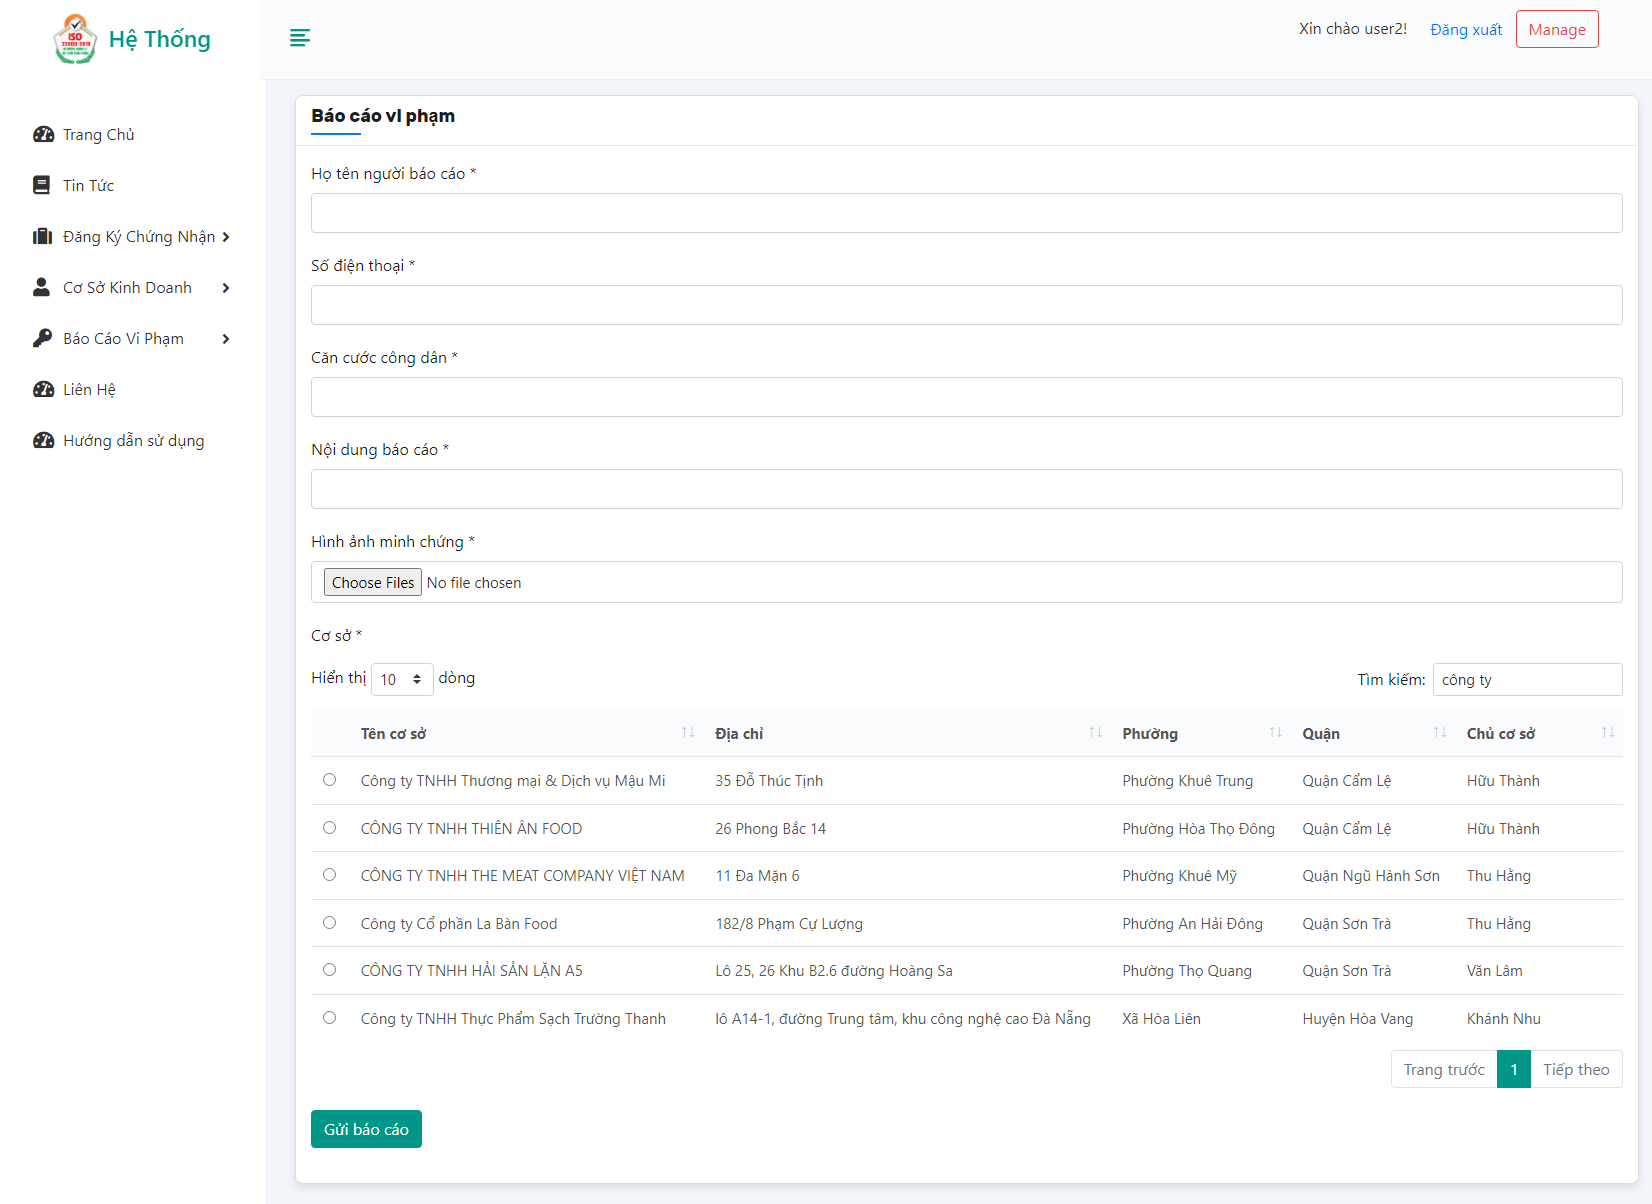 ISO
22000:2018
Hệ Thống
Xin chào user2!
Đăng xuất
Manage
Trang Chủ
Tin Tức
Đăng Ký Chứng Nhận
Cơ Sở Kinh Doanh
Báo Cáo Vi Phạm
Liên Hệ
Hướng dẫn sử dụng
Báo cáo vi phạm
Họ tên người báo cáo *
Số điện thoại *
Căn cước công dân *
Nội dung báo cáo *
Hình ảnh minh chứng *
Choose Files No file chosen
Cơ sở *
Hiển thị 10 dòng
Tìm kiếm: công ty
Tên cơ sở Địa chỉ Phường Quận Chủ cơ sở
Công ty TNHH Thương mại & Dịch vụ Mậu Mi 35 Đỗ Thúc Tịnh Phường Khuê Trung Quận Cẩm Lệ Hữu Thành
CÔNG TY TNHH THIÊN ÂN FOOD 26 Phong Bắc 14 Phường Hòa Thọ Đông Quận Cẩm Lệ Hữu Thành
CÔNG TY TNHH THE MEAT COMPANY VIỆT NAM 11 Đa Mặn 6 Phường Khuê Mỹ Quận Ngũ Hành Sơn Thu Hằng
Công ty Cổ phần La Bàn Food 182/8 Phạm Cự Lượng Phường An Hải Đông Quận Sơn Trà Thu Hằng
CÔNG TY TNHH HẢI SẢN LẶN A5 Lô 25, 26 Khu B2.6 đường Hoàng Sa Phường Thọ Quang Quận Sơn Trà Văn Lâm
Công ty TNHH Thực Phẩm Sạch Trường Thanh lô A14-1, đường Trung tâm, khu công nghệ cao Đà Nẵng Xã Hòa Liên Huyện Hòa Vang Khánh Nhu
Trang trước 1 Tiếp theo
Gửi báo cáo